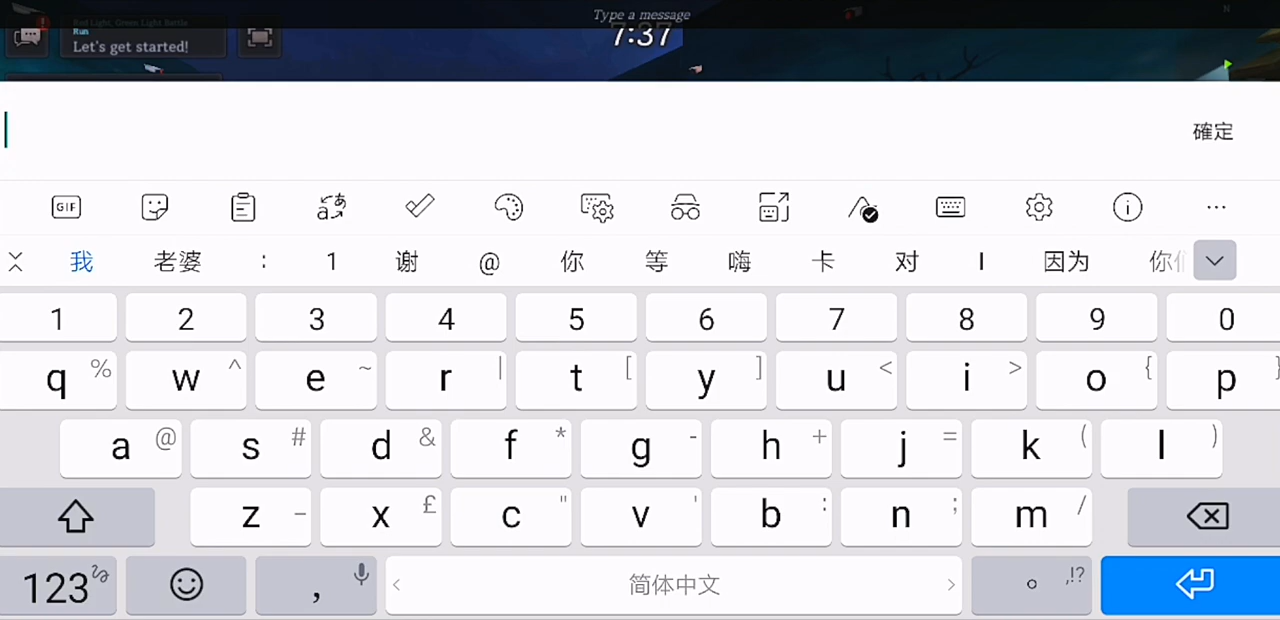 Type a message
Red Light, Green Light Battle
Run
Let's get started!
7:37
N
確定
GIF
我 老婆 : 1 谢 @ 你 等 嗨 卡 对 I 因为 你们
1 2 3 4 5 6 7 8 9 0
q % w ^ e ~ r | t [ y ] u < i > o { p }
a @ s # d & f * g - h + j = k ( l )
z _ x £ c " v ' b : n ; m /
123 , < 简体中文 > 。 ,!?